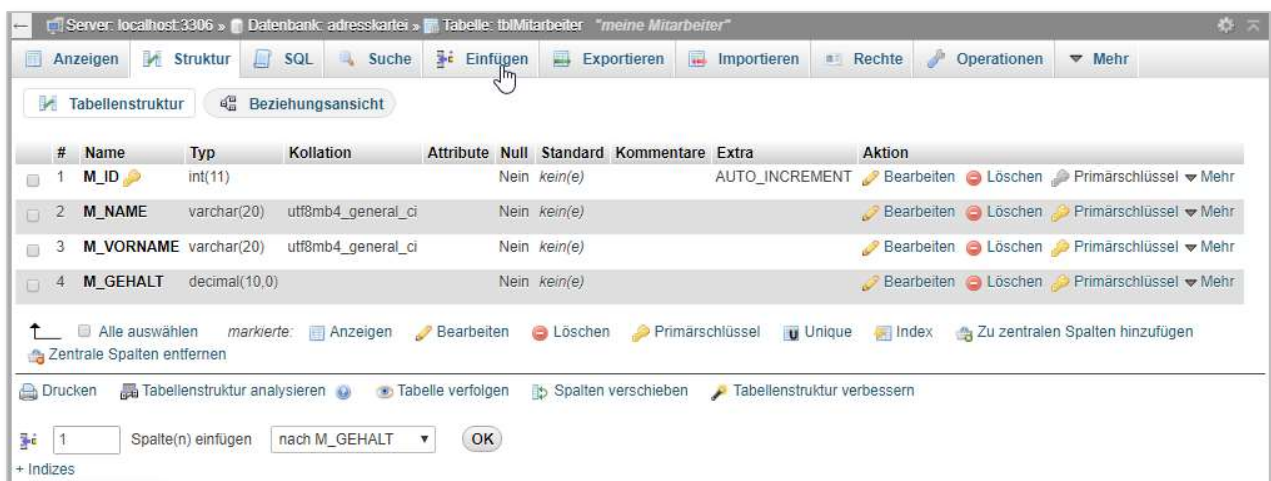 Server: localhost:3306 » Datenbank: adresskartei » Tabelle: tblMitarbeiter "meine Mitarbeiter"
Anzeigen Struktur SQL Suche Einfügen Exportieren Importieren Rechte Operationen Mehr
Tabellenstruktur Beziehungsansicht
# Name Typ Kollation Attribute Null Standard Kommentare Extra Aktion
1 M_ID int(11) Nein kein(e) AUTO_INCREMENT Bearbeiten Löschen Primärschlüssel Mehr
2 M_NAME varchar(20) utf8mb4_general_ci Nein kein(e) Bearbeiten Löschen Primärschlüssel Mehr
3 M_VORNAME varchar(20) utf8mb4_general_ci Nein kein(e) Bearbeiten Löschen Primärschlüssel Mehr
4 M_GEHALT decimal(10,0) Nein kein(e) Bearbeiten Löschen Primärschlüssel Mehr
Alle auswählen markierte: Anzeigen Bearbeiten Löschen Primärschlüssel Unique Index Zu zentralen Spalten hinzufügen
Zentrale Spalten entfernen
Drucken Tabellenstruktur analysieren Tabelle verfolgen Spalten verschieben Tabellenstruktur verbessern
1 Spalte(n) einfügen nach M_GEHALT OK
+ Indizes